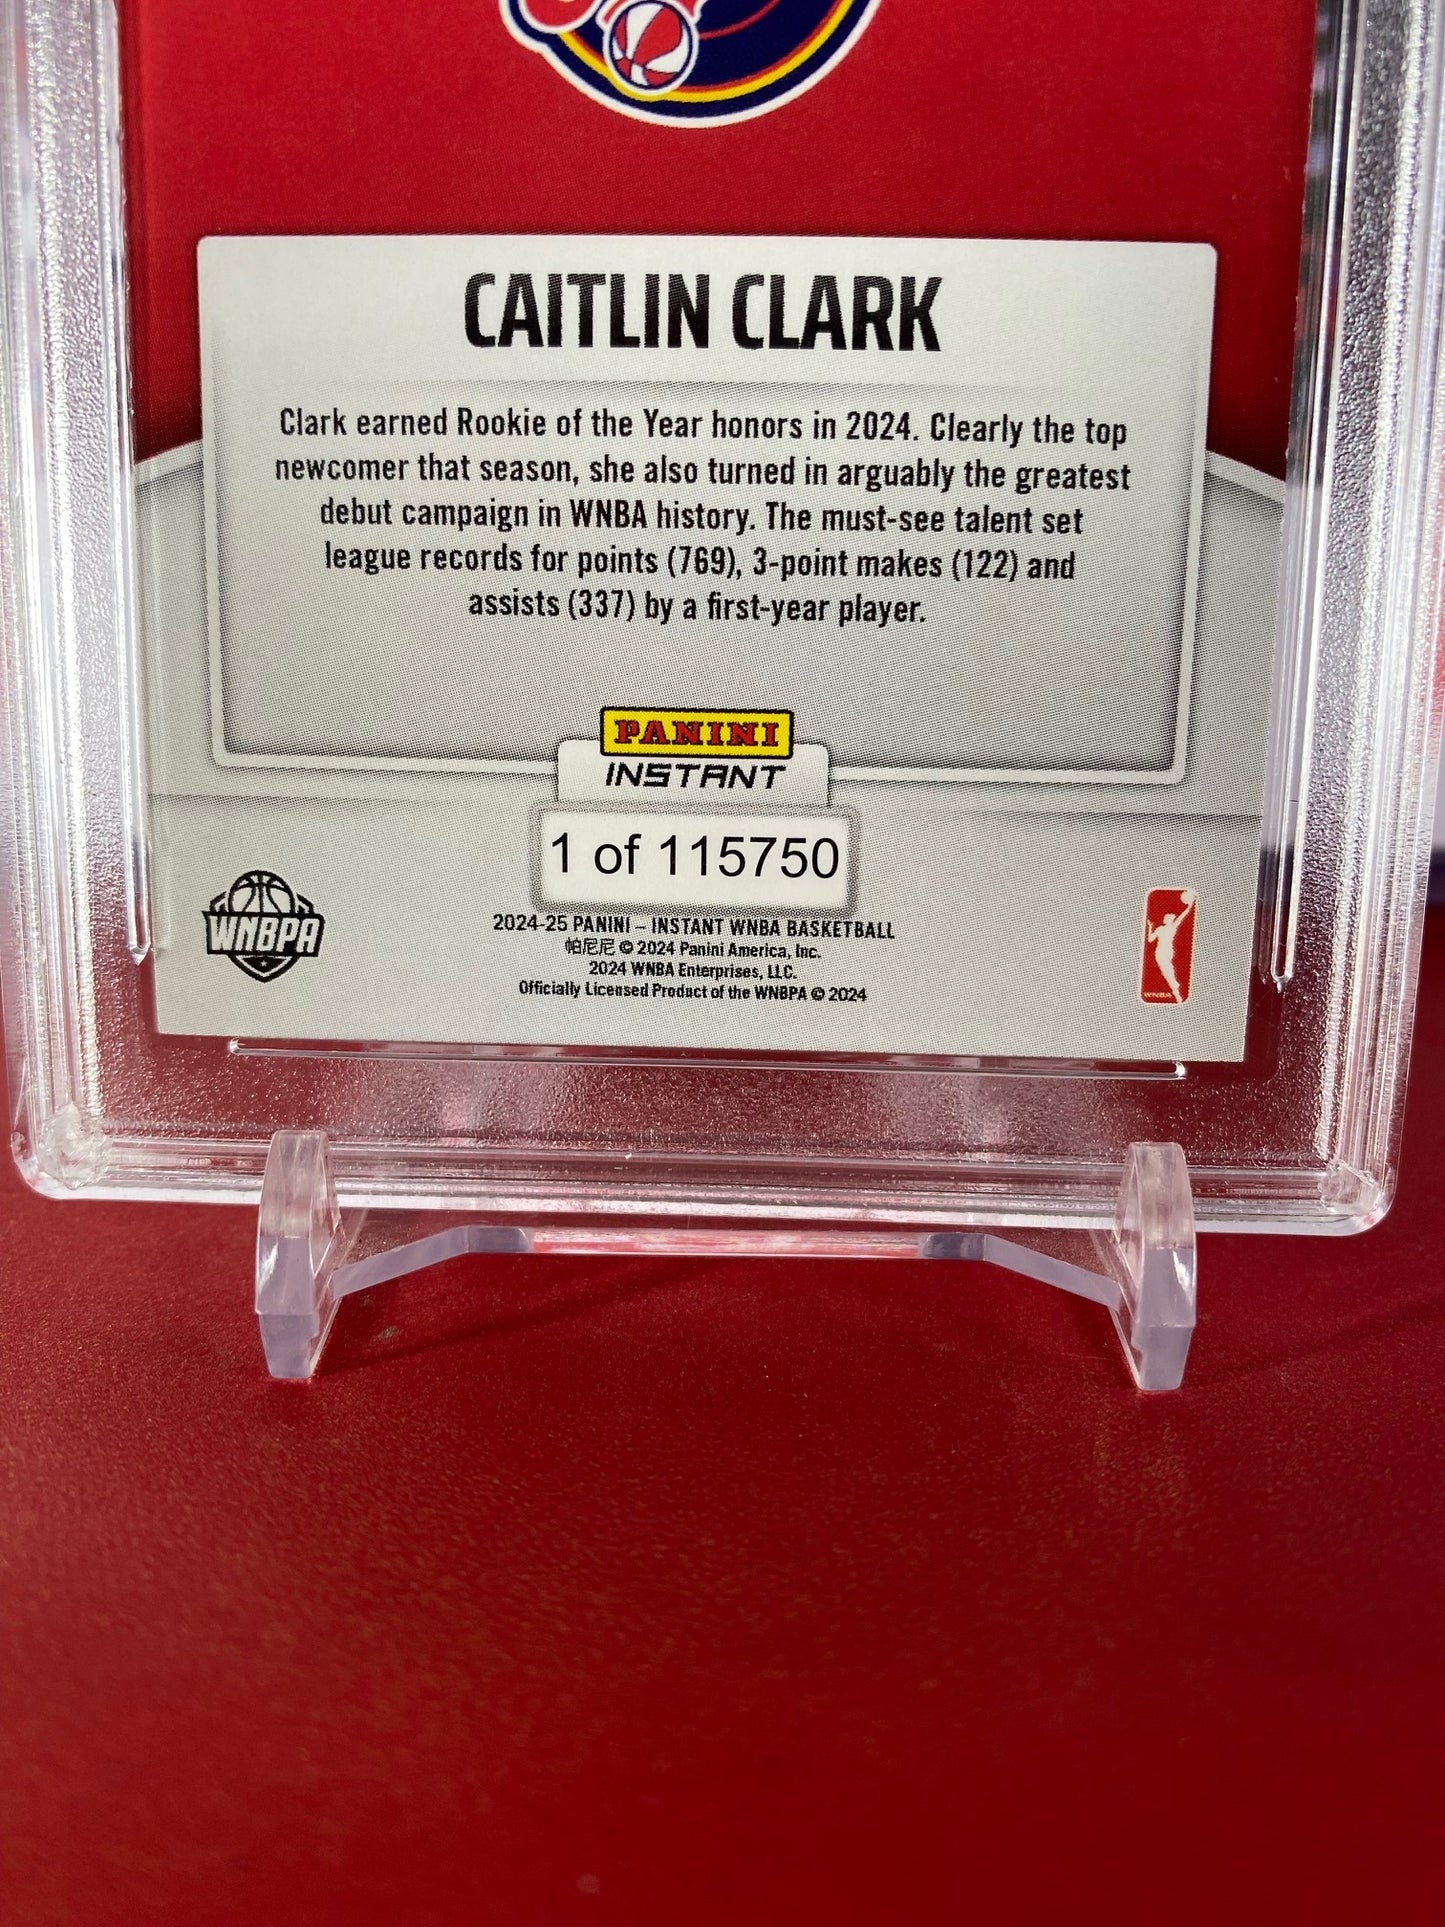 CAITLIN CLARK
Clark earned Rookie of the Year honors in 2024. Clearly the top
newcomer that season, she also turned in arguably the greatest
debut campaign in WNBA history. The must-see talent set
league records for points (769), 3-point makes (122) and
assists (337) by a first-year player.
PANINI
INSTANT
1 of 115750
WNBPA
2024-25 PANINI – INSTANT WNBA BASKETBALL
帕尼尼 © 2024 Panini America, Inc.
2024 WNBA Enterprises, LLC.
Officially Licensed Product of the WNBPA © 2024
WNBA